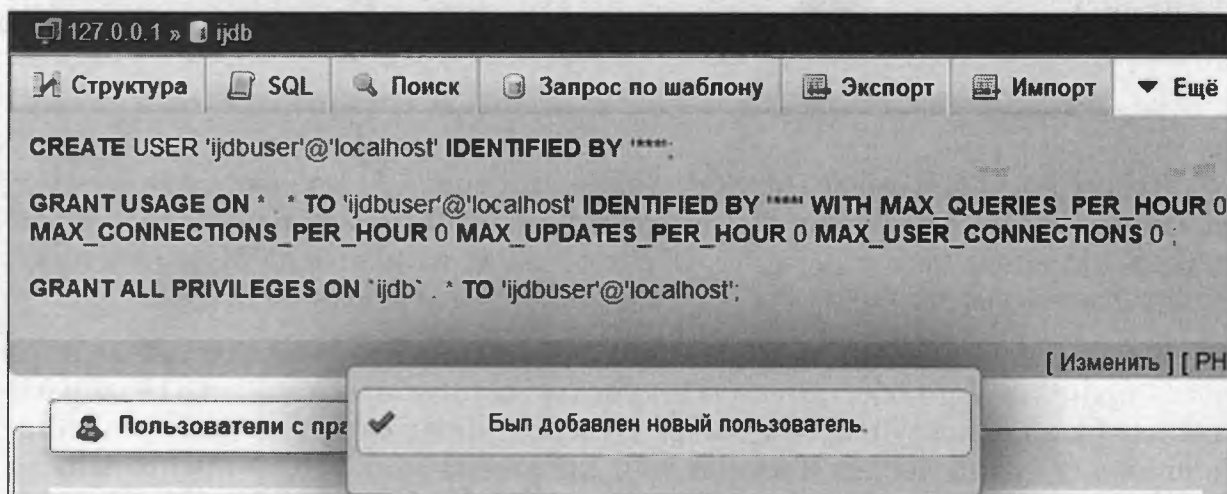 127.0.0.1 » ijdb
Структура SQL Поиск Запрос по шаблону Экспорт Импорт ▼ Ещё
CREATE USER 'ijdbuser'@'localhost' IDENTIFIED BY '****';
GRANT USAGE ON * . * TO 'ijdbuser'@'localhost' IDENTIFIED BY '****' WITH MAX_QUERIES_PER_HOUR 0
MAX_CONNECTIONS_PER_HOUR 0 MAX_UPDATES_PER_HOUR 0 MAX_USER_CONNECTIONS 0 ;
GRANT ALL PRIVILEGES ON `ijdb` . * TO 'ijdbuser'@'localhost';
[ Изменить ] [ PH
Пользователи с пра
Был добавлен новый пользователь.